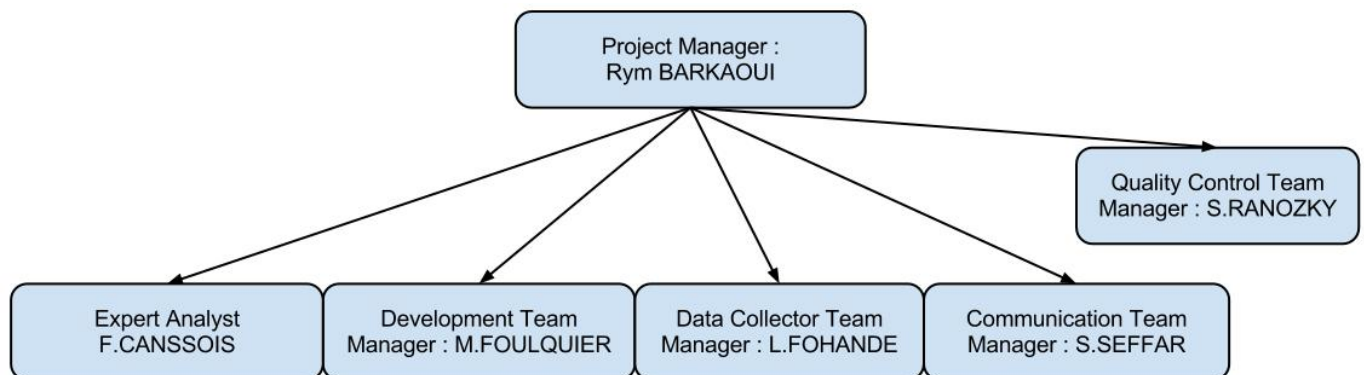 Project Manager :
Rym BARKAOUI
Quality Control Team
Manager : S.RANOZKY
Expert Analyst
F.CANSSOIS
Development Team
Manager : M.FOULQUIER
Data Collector Team
Manager : L.FOHANDE
Communication Team
Manager : S.SEFFAR